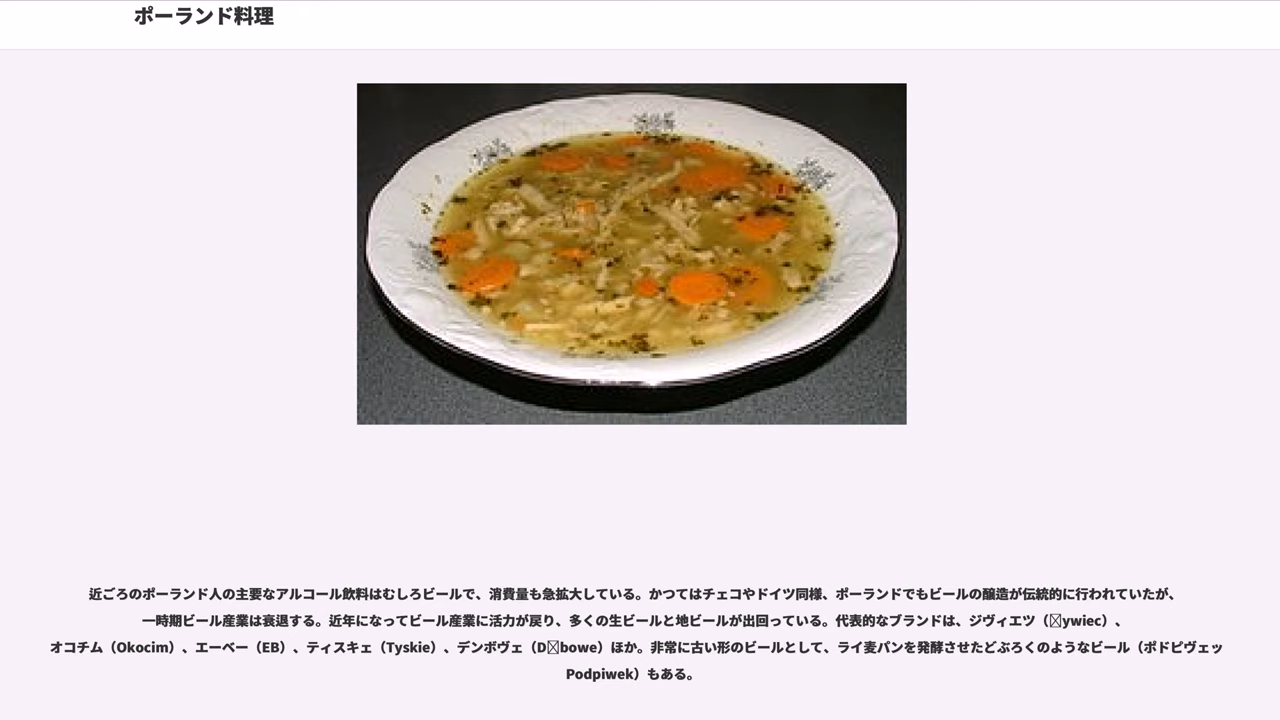 ポーランド料理
近ごろのポーランド人の主要なアルコール飲料はむしろビールで、消費量も急拡大している。かつてはチェコやドイツ同様、ポーランドでもビールの醸造が伝統的に行われていたが、
一時期ビール産業は衰退する。近年になってビール産業に活力が戻り、多くの生ビールと地ビールが出回っている。代表的なブランドは、ジヴィエツ（□ywiec）、
オコチム（Okocim）、エーベー（EB）、ティスキェ（Tyskie）、デンボヴェ（D□bowe）ほか。非常に古い形のビールとして、ライ麦パンを発酵させたどぶろくのようなビール（ポドピヴェッ
Podpiwek）もある。